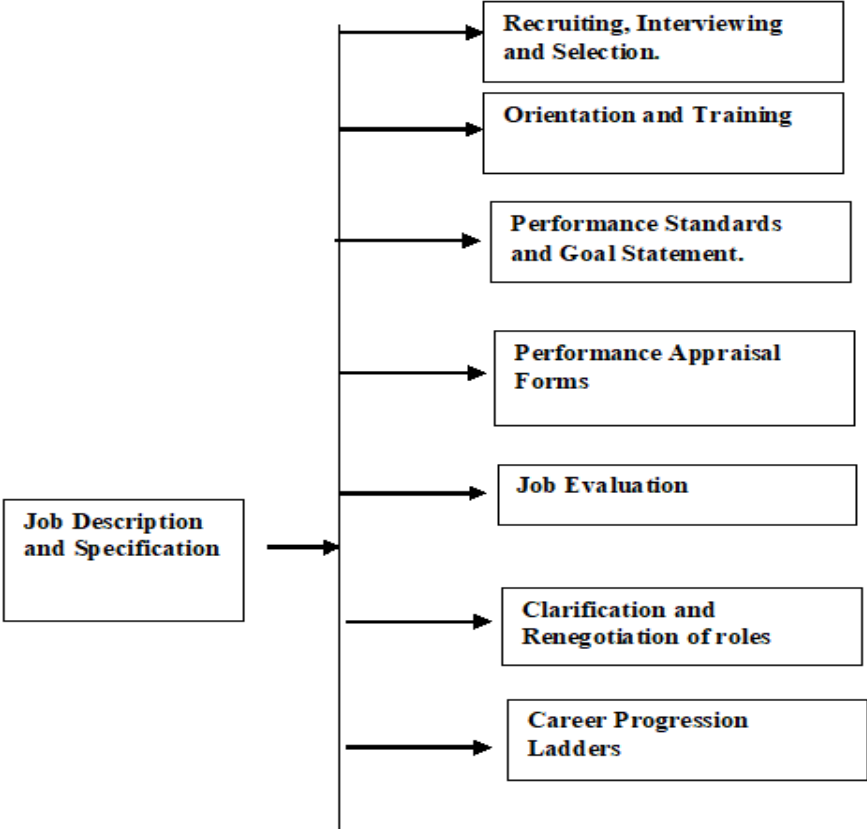 Recruiting, Interviewing
and Selection.
Orientation and Training
Performance Standards
and Goal Statement.
Performance Appraisal
Forms
Job Evaluation
Job Description
and Specification
Clarification and
Renegotiation of roles
Career Progression
Ladders